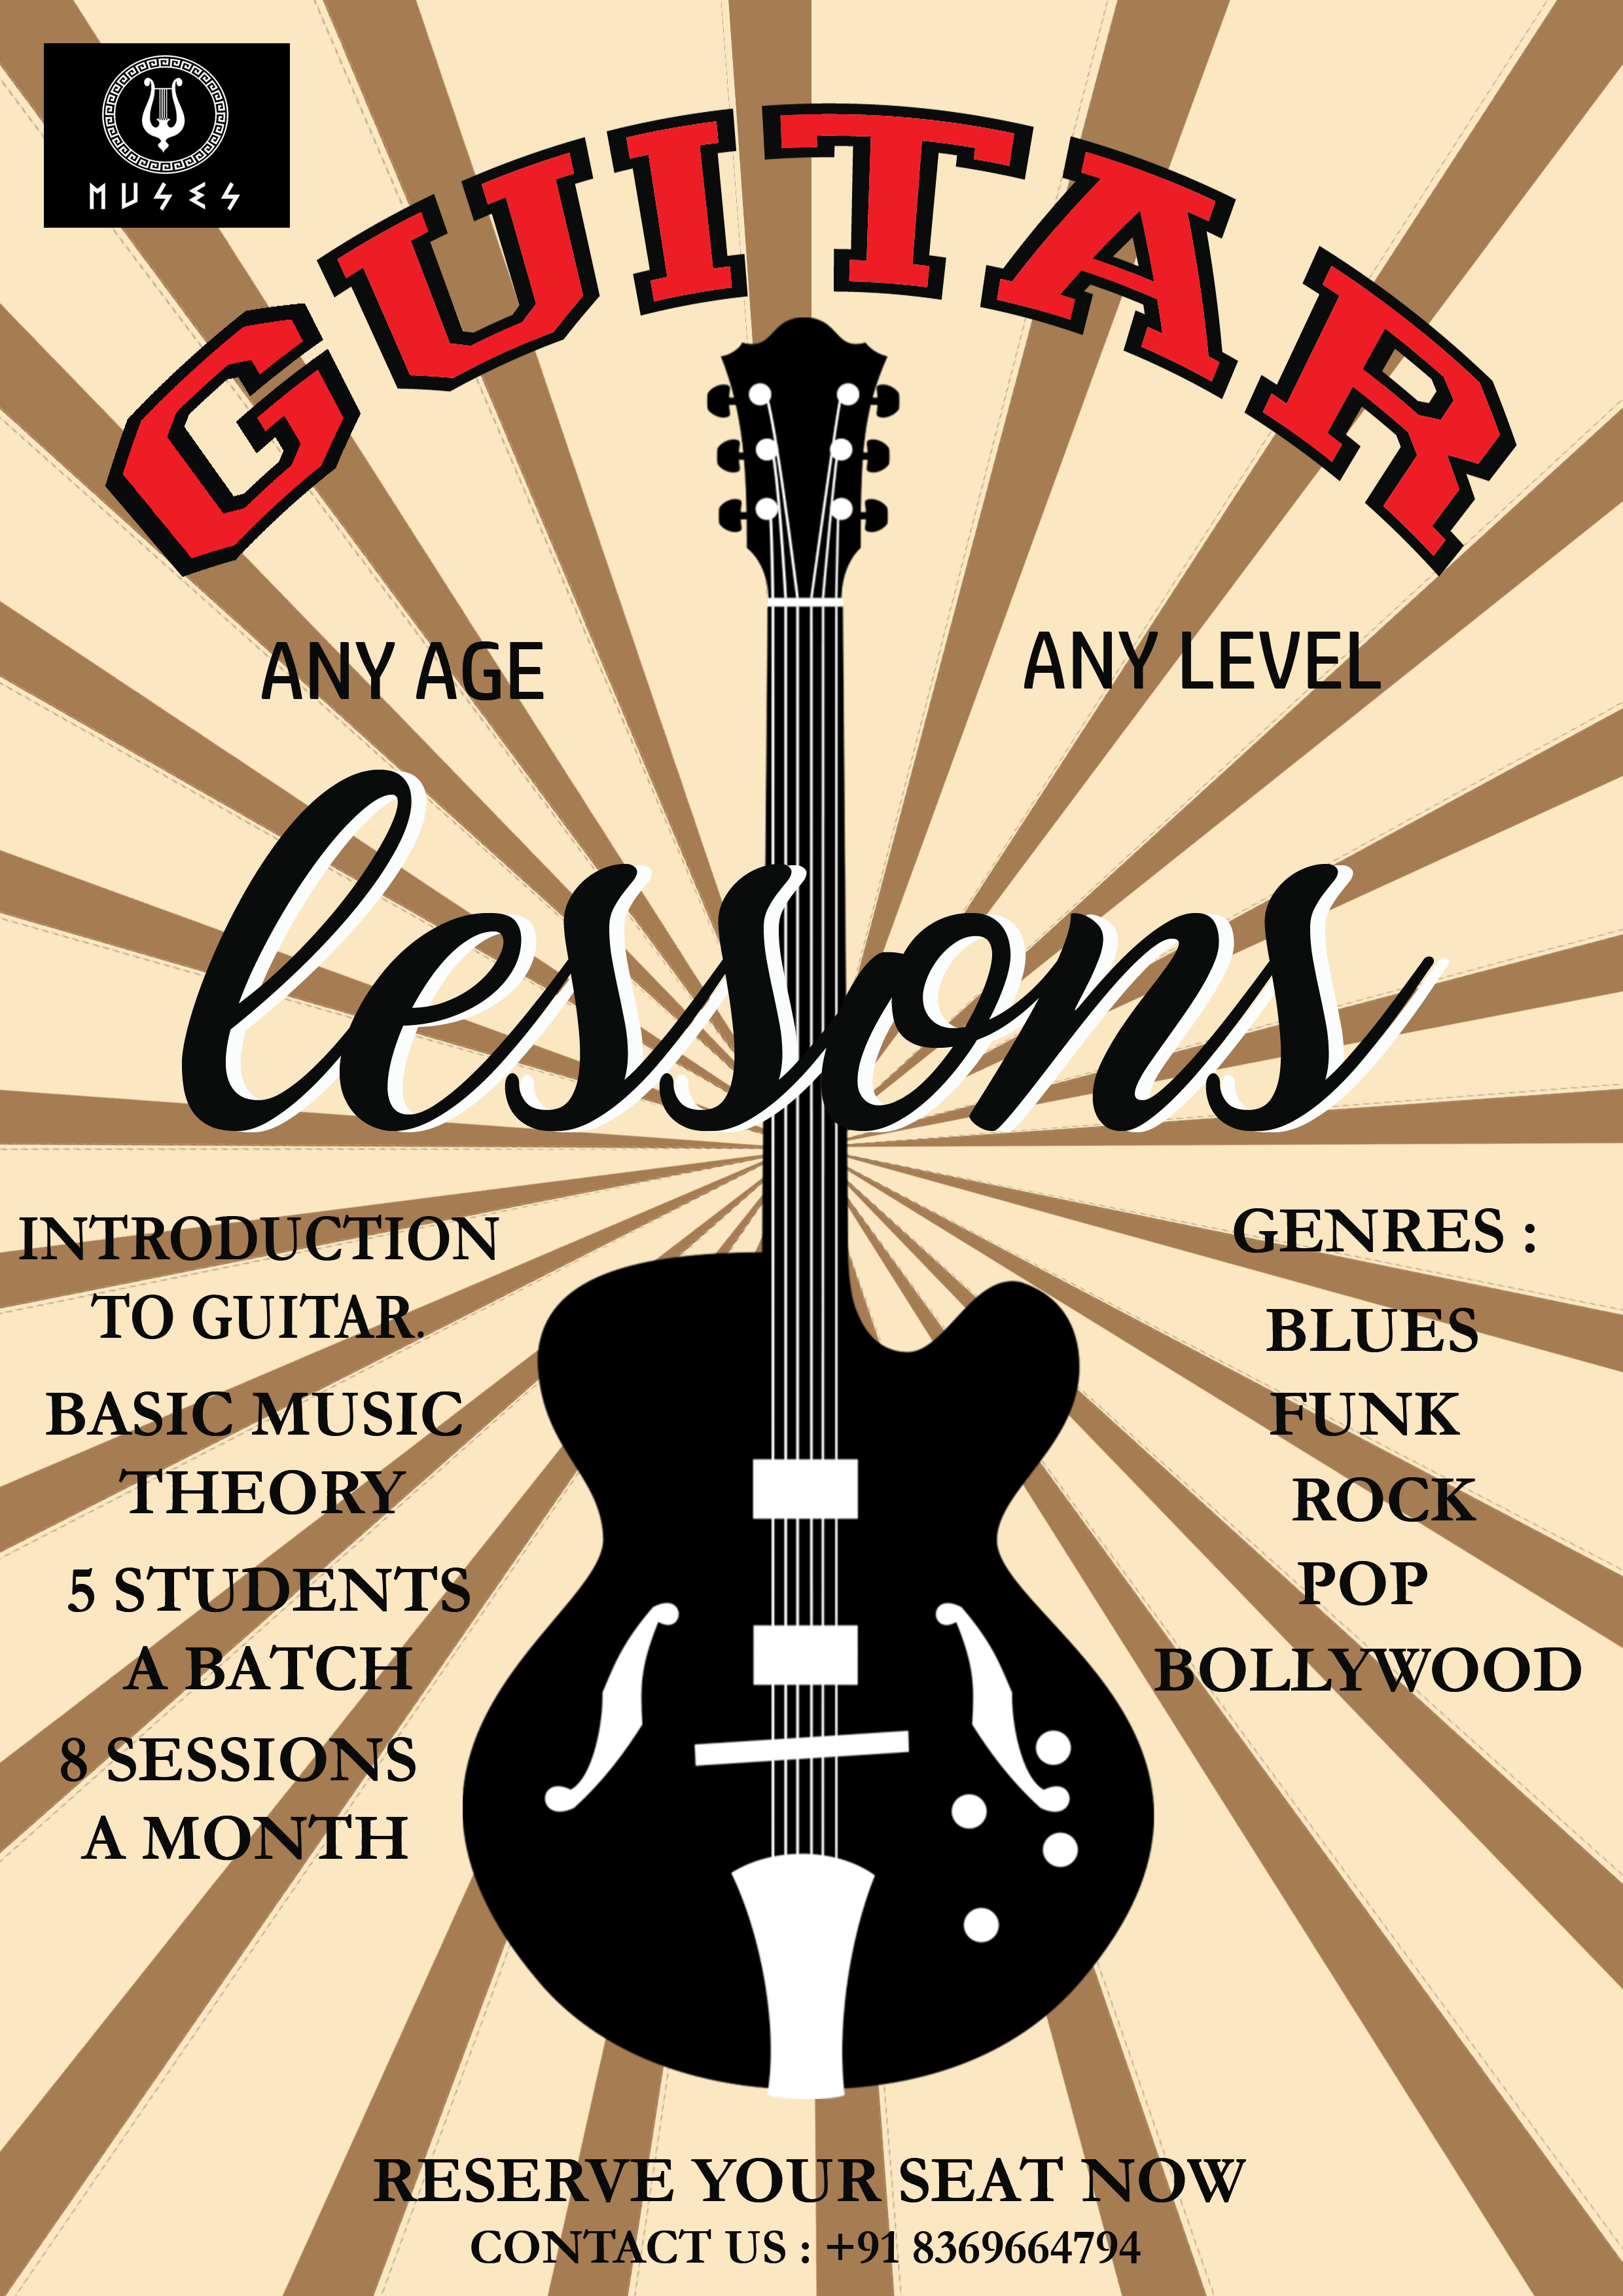 MUSES
GUITAR
ANY AGE
ANY LEVEL
lessons
INTRODUCTION
TO GUITAR.
BASIC MUSIC
THEORY
5 STUDENTS
A BATCH
8 SESSIONS
A MONTH
GENRES :
BLUES
FUNK
ROCK
POP
BOLLYWOOD
RESERVE YOUR SEAT NOW
CONTACT US : +91 8369664794